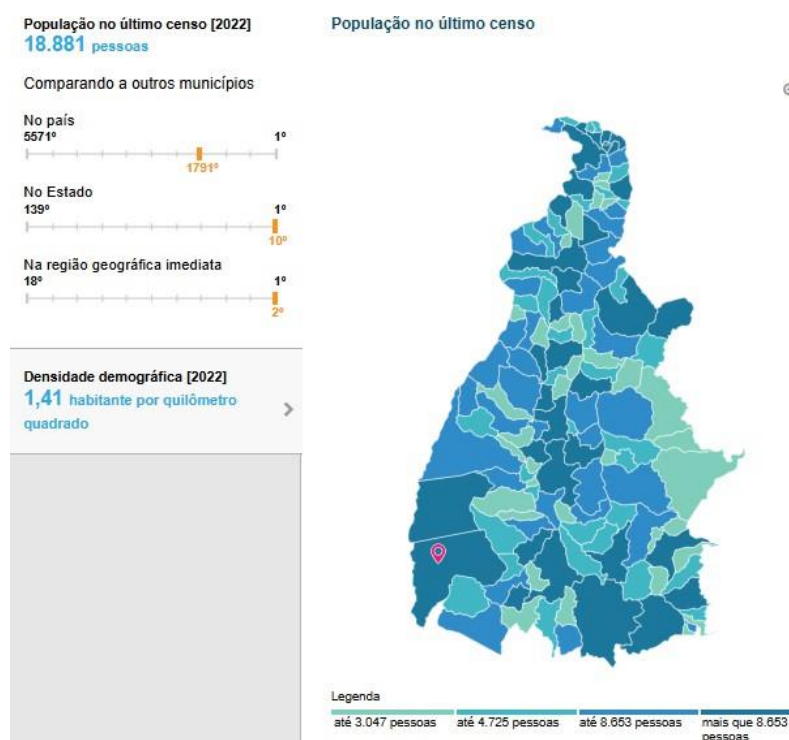 População no último censo [2022]
18.881 pessoas
Comparando a outros municípios
No país
5571º 1º
1791º
No Estado
139º 1º
10º
Na região geográfica imediata
18º 1º
2º
Densidade demográfica [2022]
1,41 habitante por quilômetro
quadrado
População no último censo
Legenda
até 3.047 pessoas até 4.725 pessoas até 8.653 pessoas mais que 8.653
pessoas